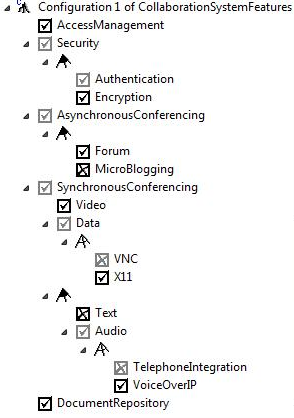 Configuration 1 of CollaborationSystemFeatures
AccessManagement
Security
Authentication
Encryption
AsynchronousConferencing
Forum
MicroBlogging
SynchronousConferencing
Video
Data
VNC
X11
Text
Audio
TelephoneIntegration
VoiceOverIP
DocumentRepository